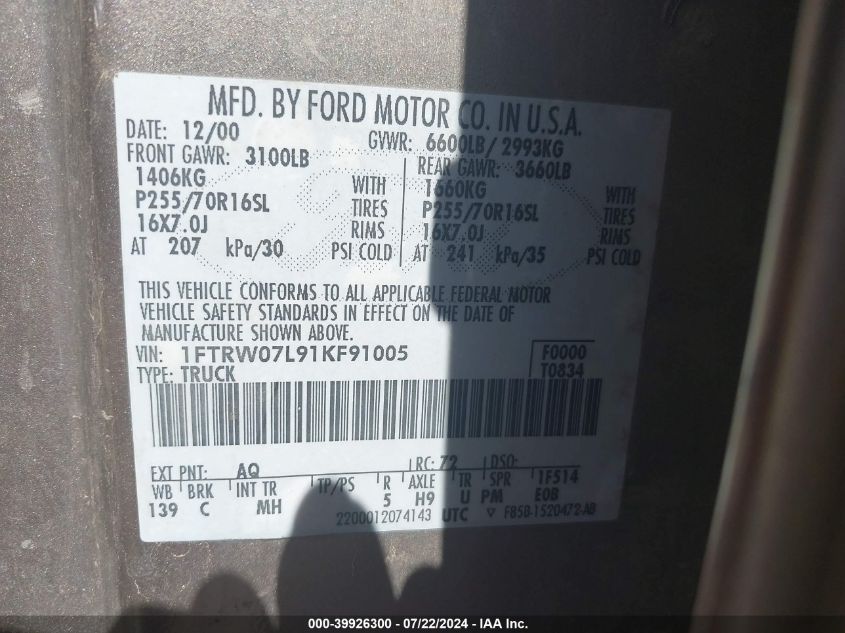 MFD. BY FORD MOTOR CO. IN U.S.A.
DATE: 12/00 GVWR: 6600LB/ 2993KG
FRONT GAWR: 3100LB REAR GAWR: 3660LB
1406KG WITH 1660KG WITH
P255/70R16SL TIRES P255/70R16SL TIRES
16X7.0J RIMS 16X7.0J RIMS
AT 207 kPa/30 PSI COLD AT 241 kPa/35 PSI COLD
THIS VEHICLE CONFORMS TO ALL APPLICABLE FEDERAL MOTOR
VEHICLE SAFETY STANDARDS IN EFFECT ON THE DATE OF
MANUFACTURE SHOWN ABOVE.
VIN: 1FTRW07L91KF91005 F0000
TYPE: TRUCK T0834
EXT PNT: AQ RC: 72 DSO:
WB BRK INT TR TP/PS R AXLE TR SPR 1F514
139 C MH 5 H9 U PM E0B
2200012074143 UTC ▽ F85B-1520472-AB
000-39926300 - 07/22/2024 - IAA Inc.